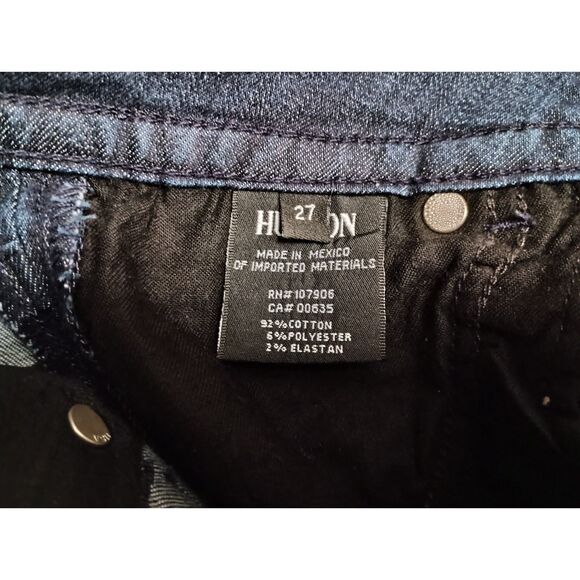 27
HU ON
MADE IN MEXICO
OF IMPORTED MATERIALS
RN#107906
CA#00635
92%COTTON
6%POLYESTER
2%ELASTAN